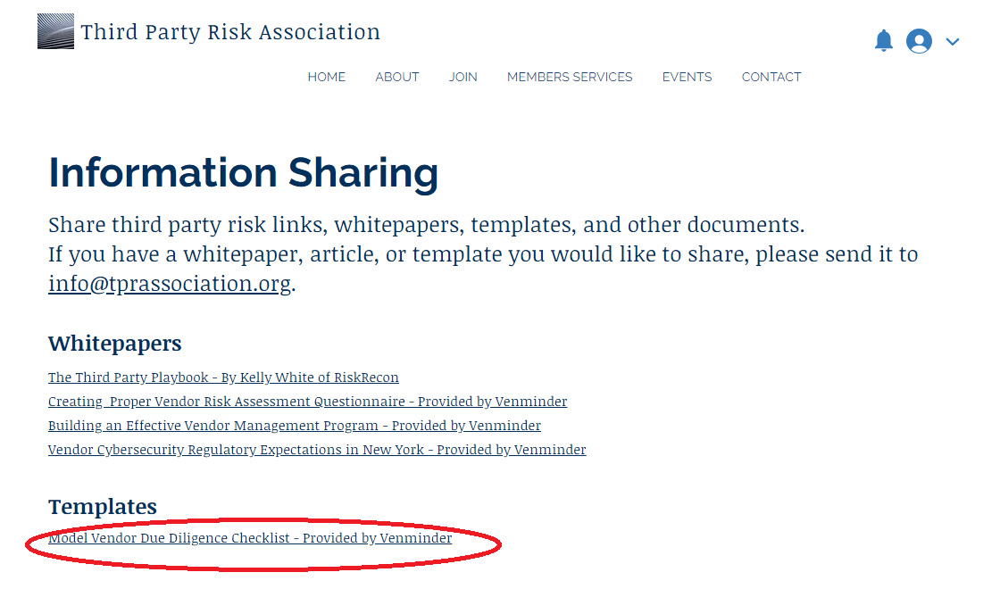 Third Party Risk Association
HOME ABOUT JOIN MEMBERS SERVICES EVENTS CONTACT
Information Sharing
Share third party risk links, whitepapers, templates, and other documents.
If you have a whitepaper, article, or template you would like to share, please send it to
info@tprassociation.org.
Whitepapers
The Third Party Playbook - By Kelly White of RiskRecon
Creating  Proper Vendor Risk Assessment Questionnaire - Provided by Venminder
Building an Effective Vendor Management Program - Provided by Venminder
Vendor Cybersecurity Regulatory Expectations in New York - Provided by Venminder
Templates
Model Vendor Due Diligence Checklist - Provided by Venminder